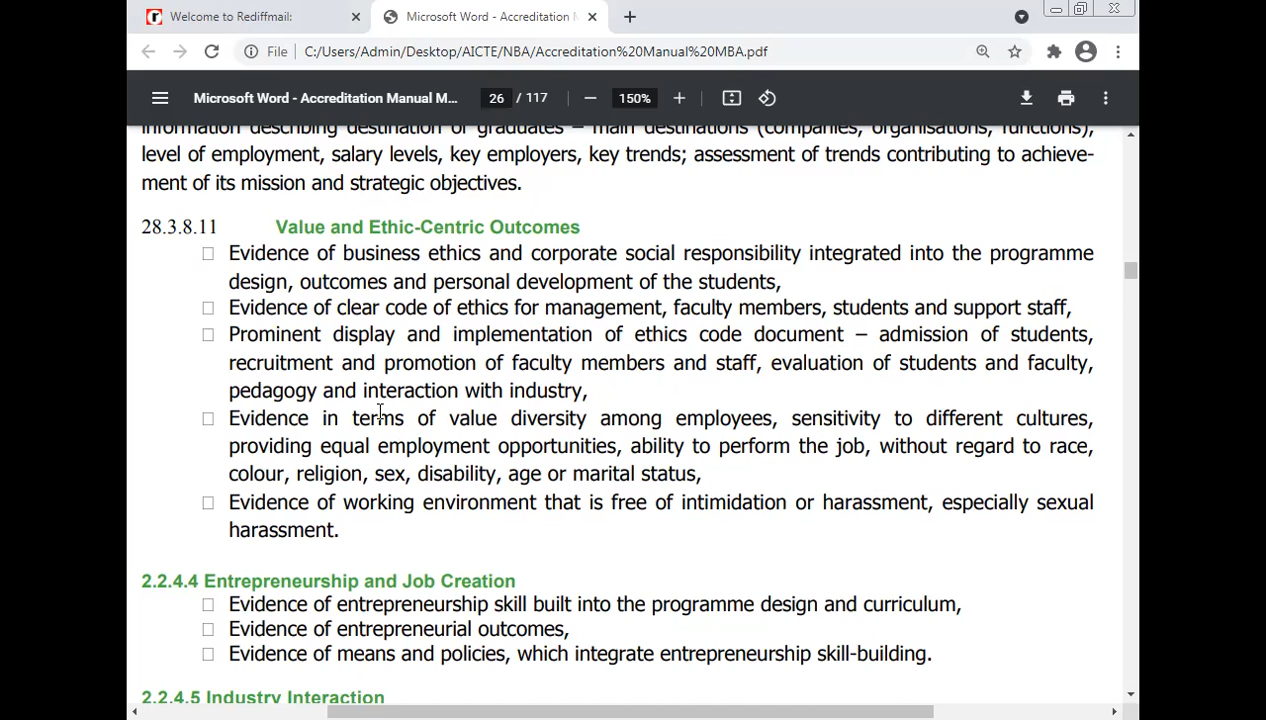 Welcome to Rediffmail:
Microsoft Word - Accreditation M
File
C:/Users/Admin/Desktop/AICTE/NBA/Accreditation%20Manual%20MBA.pdf
Microsoft Word - Accreditation Manual M...
26 / 117
150%
information describing destination of graduates – main destinations (companies, organisations, functions),
level of employment, salary levels, key employers, key trends; assessment of trends contributing to achieve-
ment of its mission and strategic objectives.
28.3.8.11 Value and Ethic-Centric Outcomes
Evidence of business ethics and corporate social responsibility integrated into the programme
design, outcomes and personal development of the students,
Evidence of clear code of ethics for management, faculty members, students and support staff,
Prominent display and implementation of ethics code document – admission of students,
recruitment and promotion of faculty members and staff, evaluation of students and faculty,
pedagogy and interaction with industry,
Evidence in terms of value diversity among employees, sensitivity to different cultures,
providing equal employment opportunities, ability to perform the job, without regard to race,
colour, religion, sex, disability, age or marital status,
Evidence of working environment that is free of intimidation or harassment, especially sexual
harassment.
2.2.4.4 Entrepreneurship and Job Creation
Evidence of entrepreneurship skill built into the programme design and curriculum,
Evidence of entrepreneurial outcomes,
Evidence of means and policies, which integrate entrepreneurship skill-building.
2.2.4.5 Industry Interaction